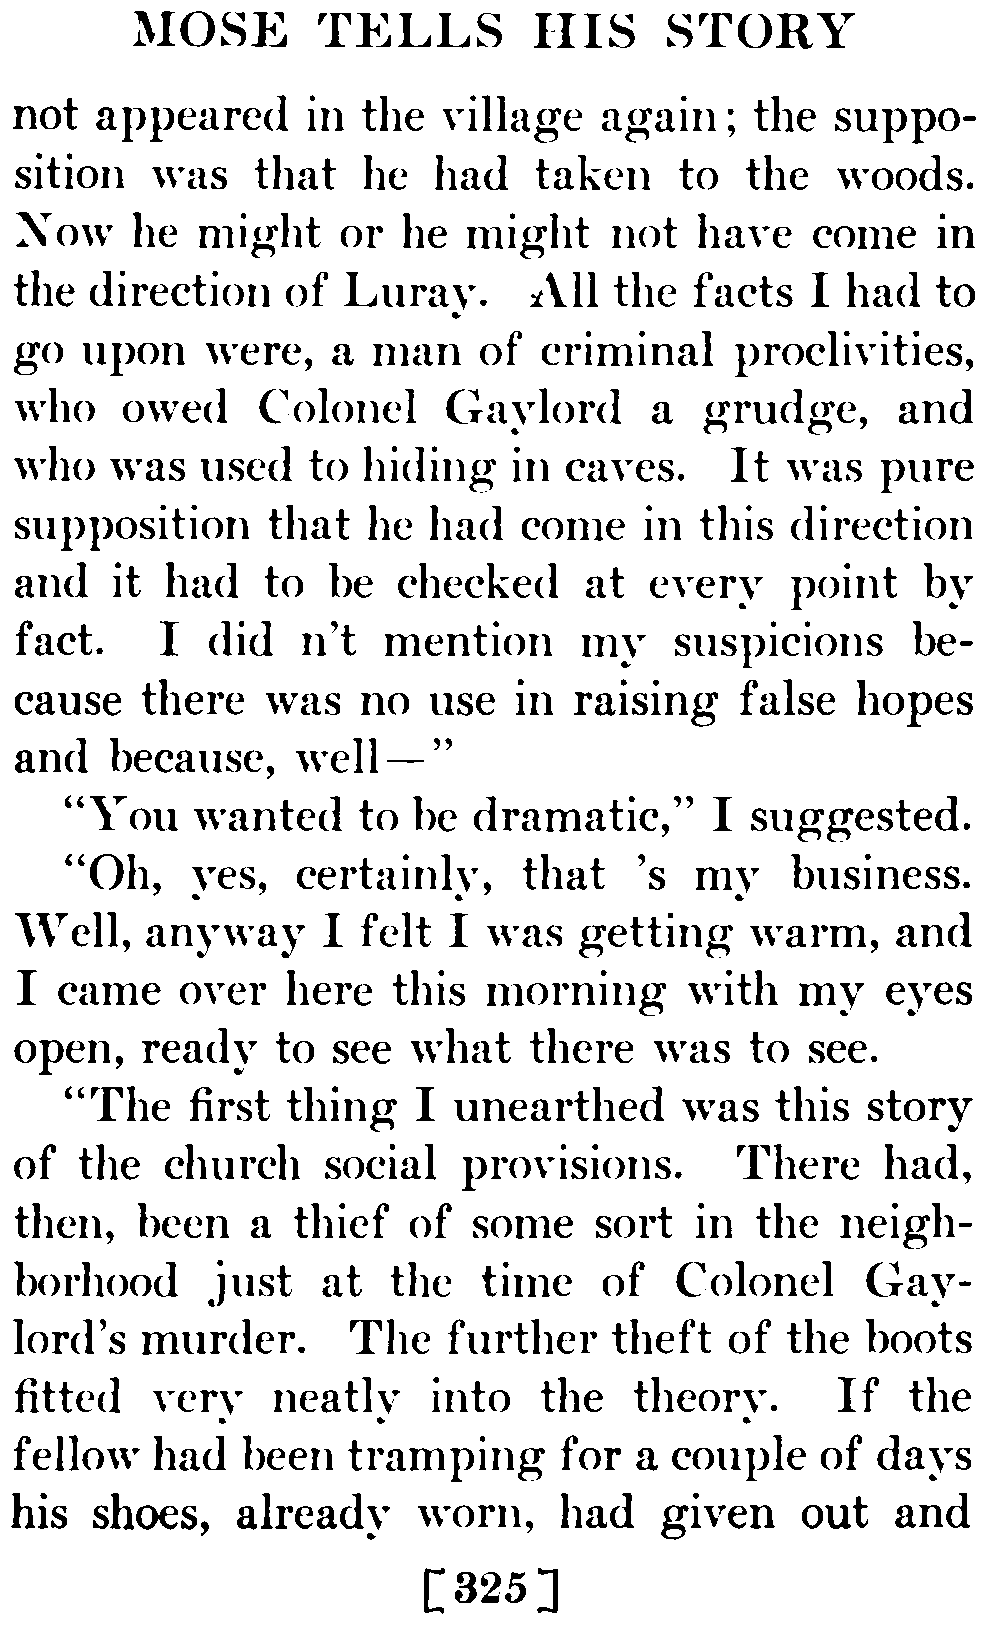 MOSE TELLS HIS STORY
not appeared in the village again; the suppo-
sition was that he had taken to the woods.
Now he might or he might not have come in
the direction of Luray. All the facts I had to
go upon were, a man of criminal proclivities,
who owed Colonel Gaylord a grudge, and
who was used to hiding in caves. It was pure
supposition that he had come in this direction
and it had to be checked at every point by
fact. I did n't mention my suspicions be-
cause there was no use in raising false hopes
and because, well—"
"You wanted to be dramatic," I suggested.
"Oh, yes, certainly, that 's my business.
Well, anyway I felt I was getting warm, and
I came over here this morning with my eyes
open, ready to see what there was to see.
"The first thing I unearthed was this story
of the church social provisions. There had,
then, been a thief of some sort in the neigh-
borhood just at the time of Colonel Gay-
lord's murder. The further theft of the boots
fitted very neatly into the theory. If the
fellow had been tramping for a couple of days
his shoes, already worn, had given out and
[325]